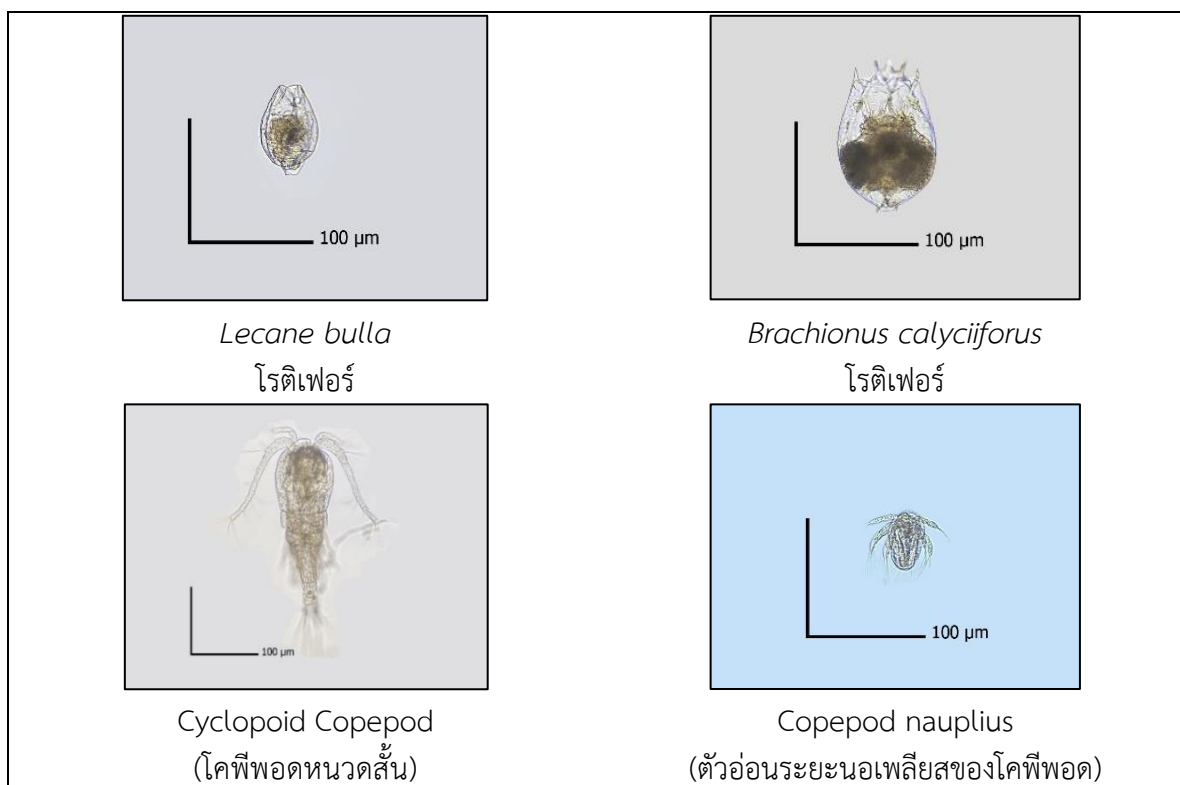 100 µm
100 µm
Lecane bulla
Brachionus calyciiforus
โรติเฟอร์
โรติเฟอร์
100 µm
100 µm
Cyclopoid Copepod
Copepod nauplius
(โคพีพอดหนวดสั้น)
(ตัวอ่อนระยะนอเพลียสของโคพีพอด)